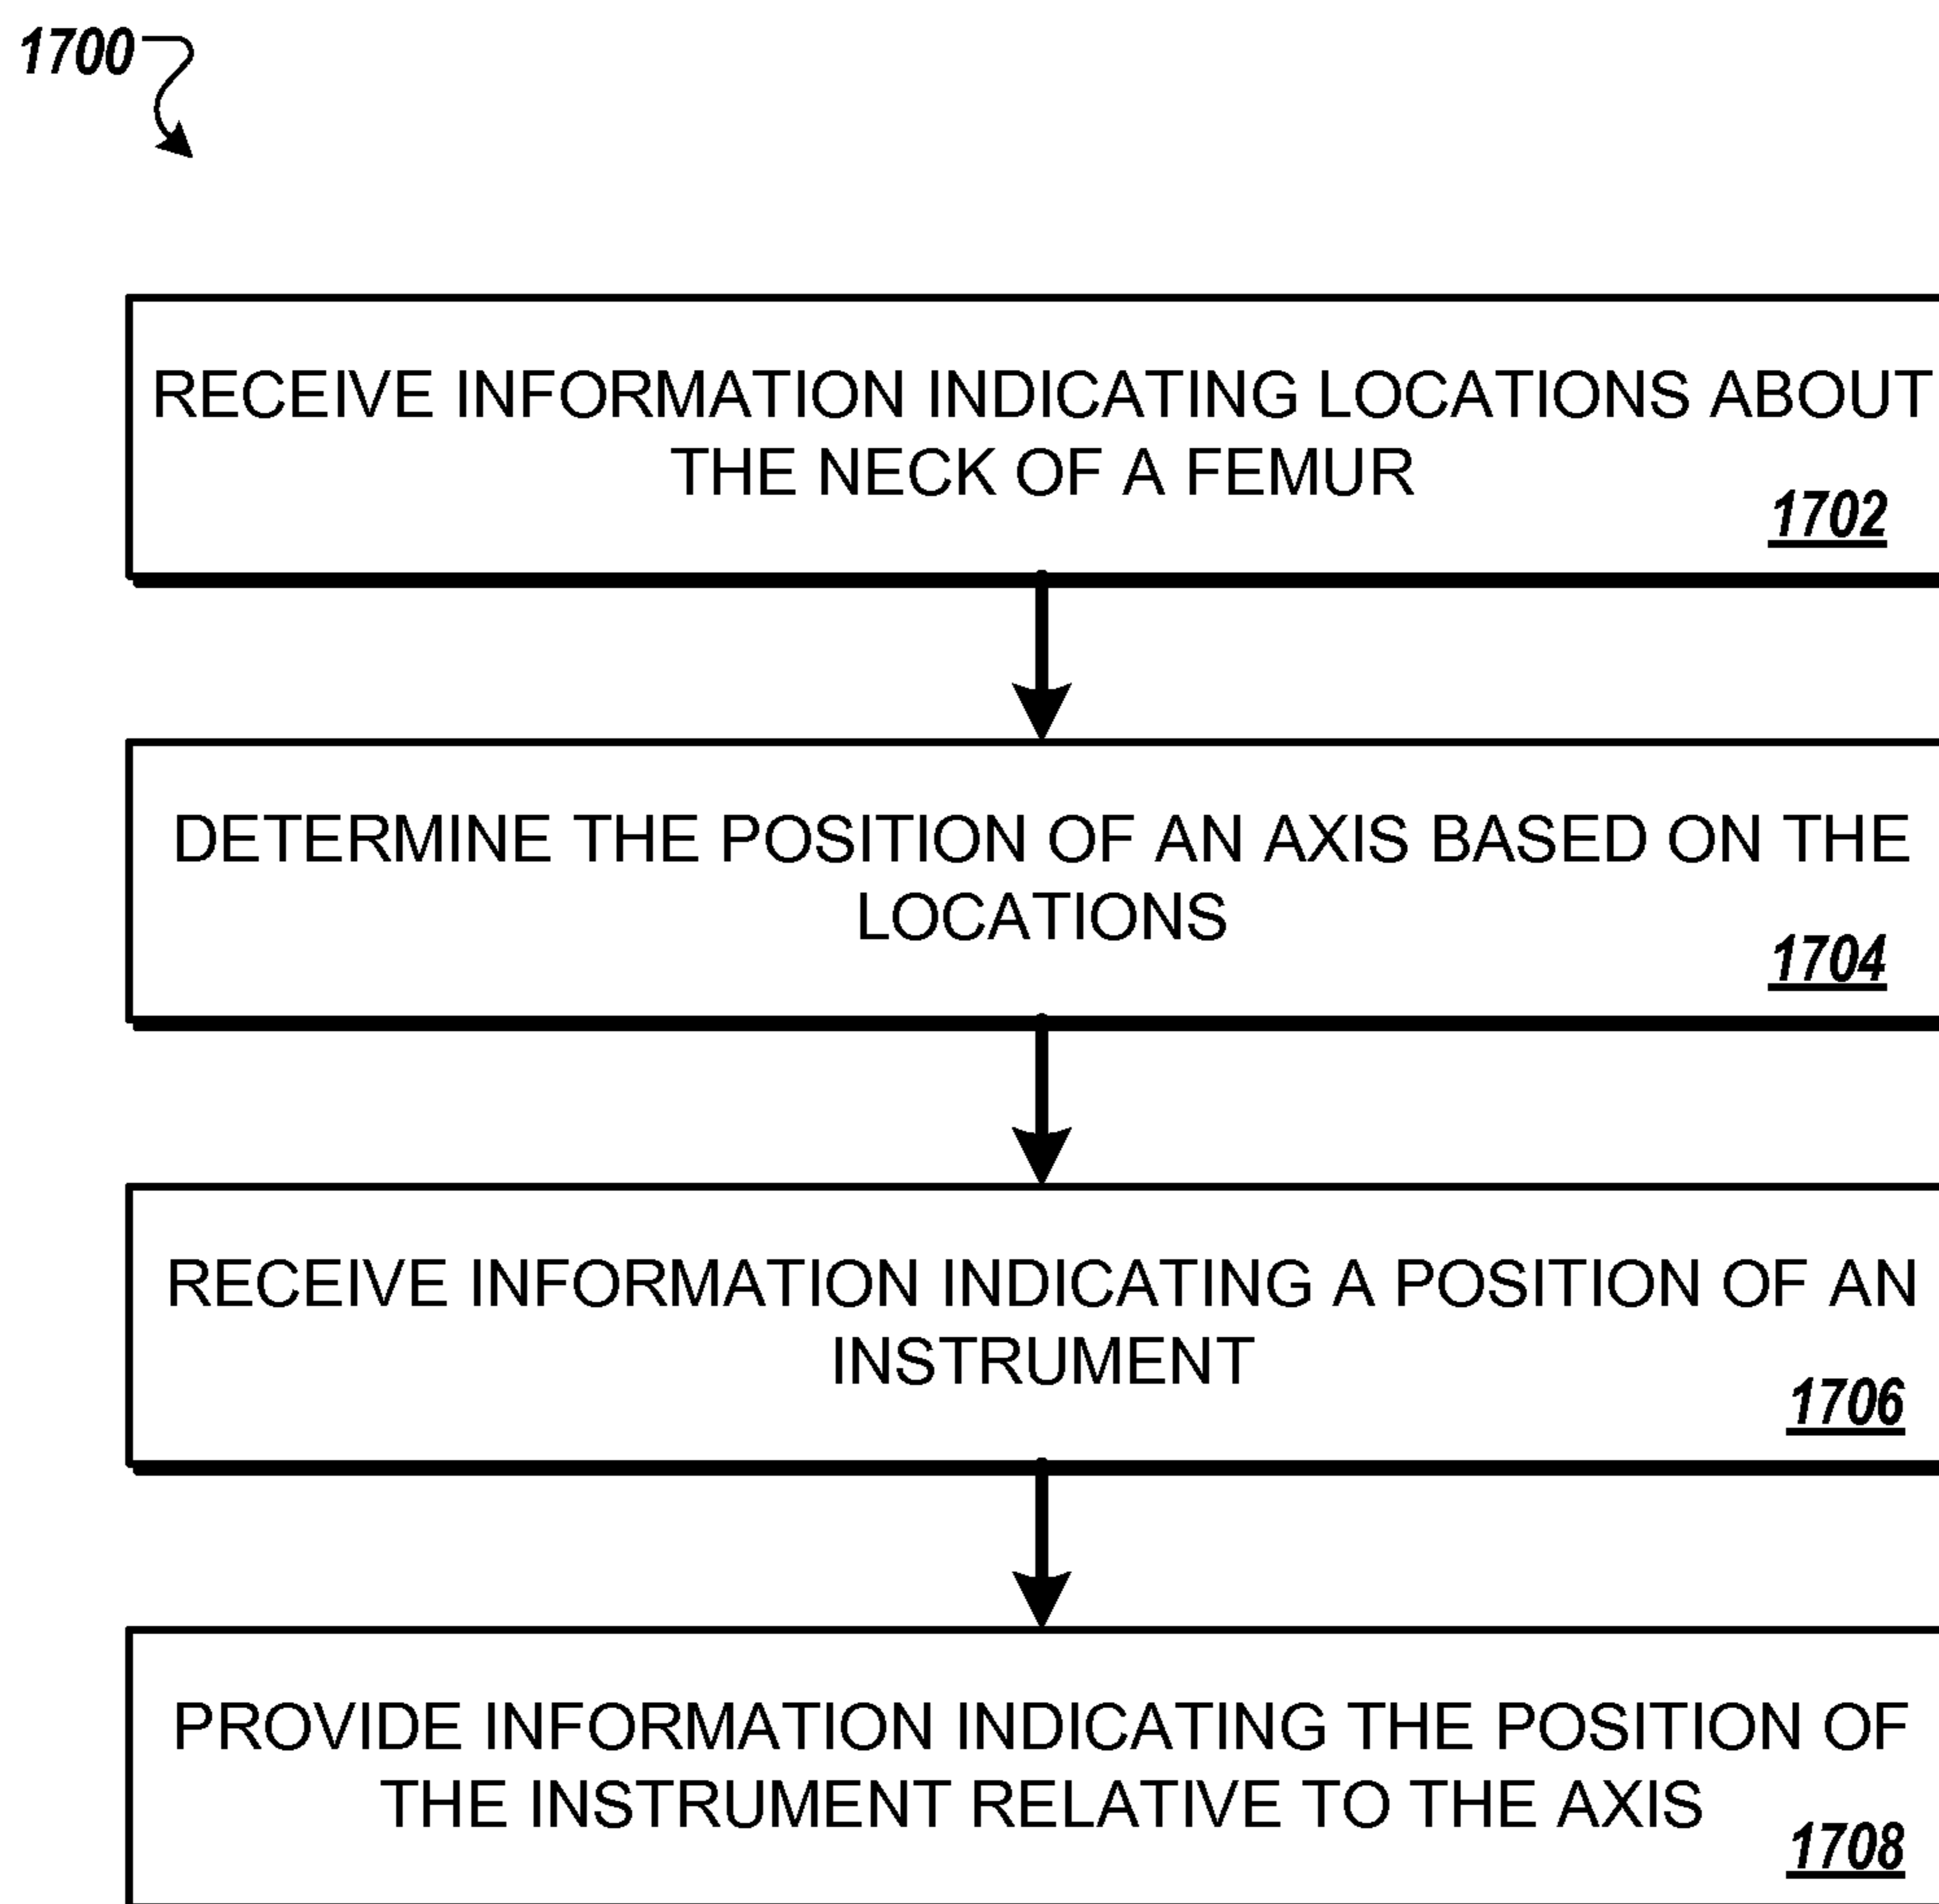 1700
RECEIVE INFORMATION INDICATING LOCATIONS ABOUT
THE NECK OF A FEMUR
1702
DETERMINE THE POSITION OF AN AXIS BASED ON THE
LOCATIONS
1704
RECEIVE INFORMATION INDICATING A POSITION OF AN
INSTRUMENT
1706
PROVIDE INFORMATION INDICATING THE POSITION OF
THE INSTRUMENT RELATIVE TO THE AXIS
1708